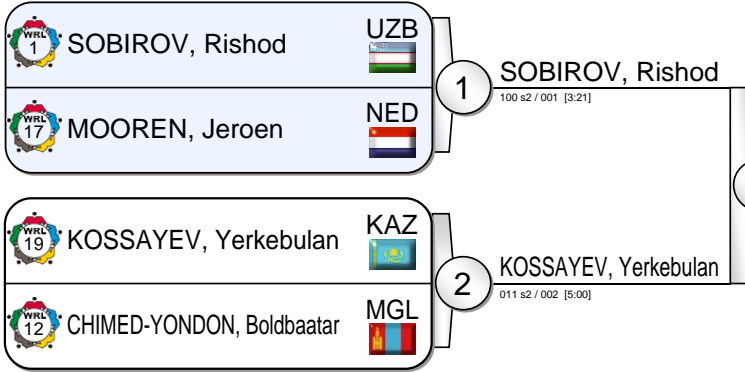 WRL
1
SOBIROV, Rishod
UZB
WRL
17
MOOREN, Jeroen
NED
1
SOBIROV, Rishod
100 s2 / 001 [3:21]
WRL
19
KOSSAYEV, Yerkebulan
KAZ
WRL
12
CHIMED-YONDON, Boldbaatar
MGL
2
KOSSAYEV, Yerkebulan
011 s2 / 002 [5:00]